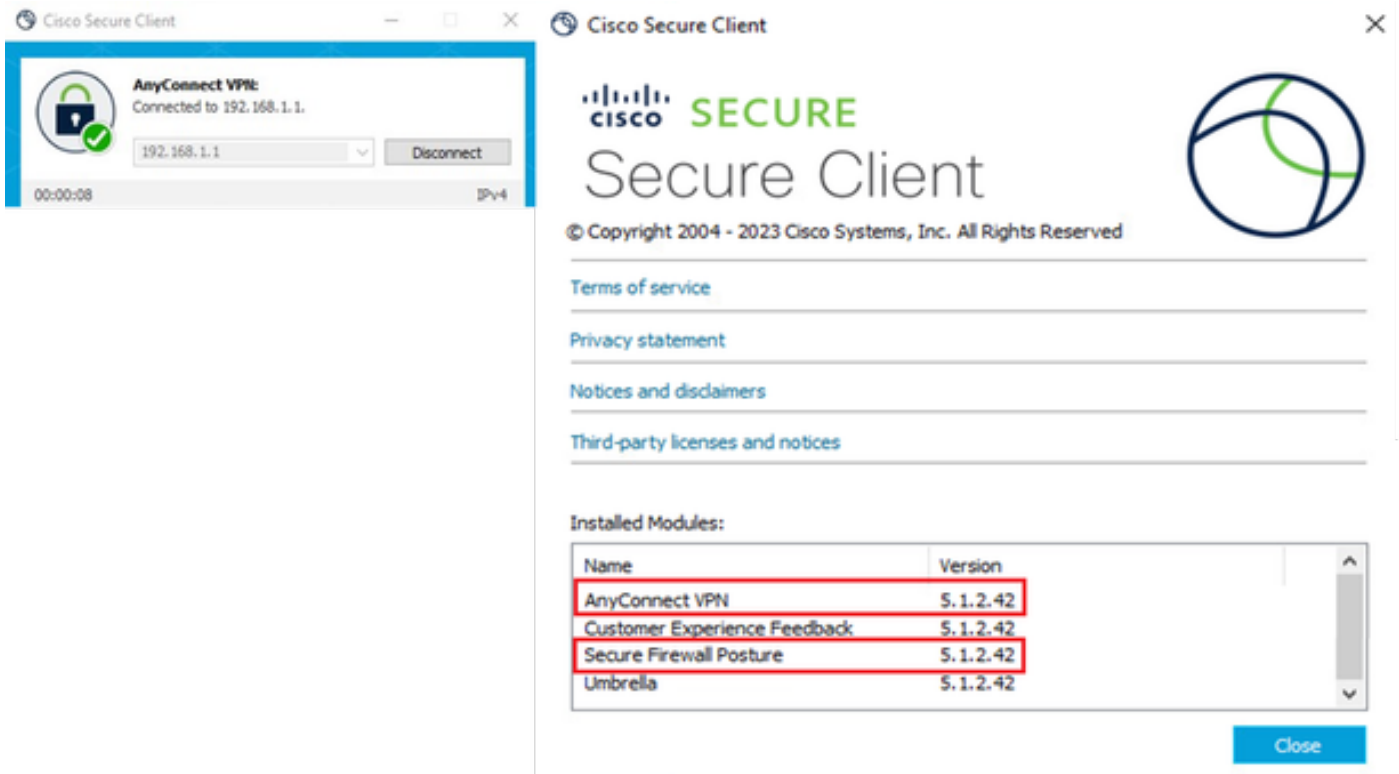 Cisco Secure Client
AnyConnect VPN:
Connected to 192.168.1.1.
192.168.1.1
Disconnect
00:00:08
IPv4
Cisco Secure Client
CISCO SECURE
Secure Client
© Copyright 2004 - 2023 Cisco Systems, Inc. All Rights Reserved
Terms of service
Privacy statement
Notices and disclaimers
Third-party licenses and notices
Installed Modules:
Name Version
AnyConnect VPN 5.1.2.42
Customer Experience Feedback 5.1.2.42
Secure Firewall Posture 5.1.2.42
Umbrella 5.1.2.42
Close